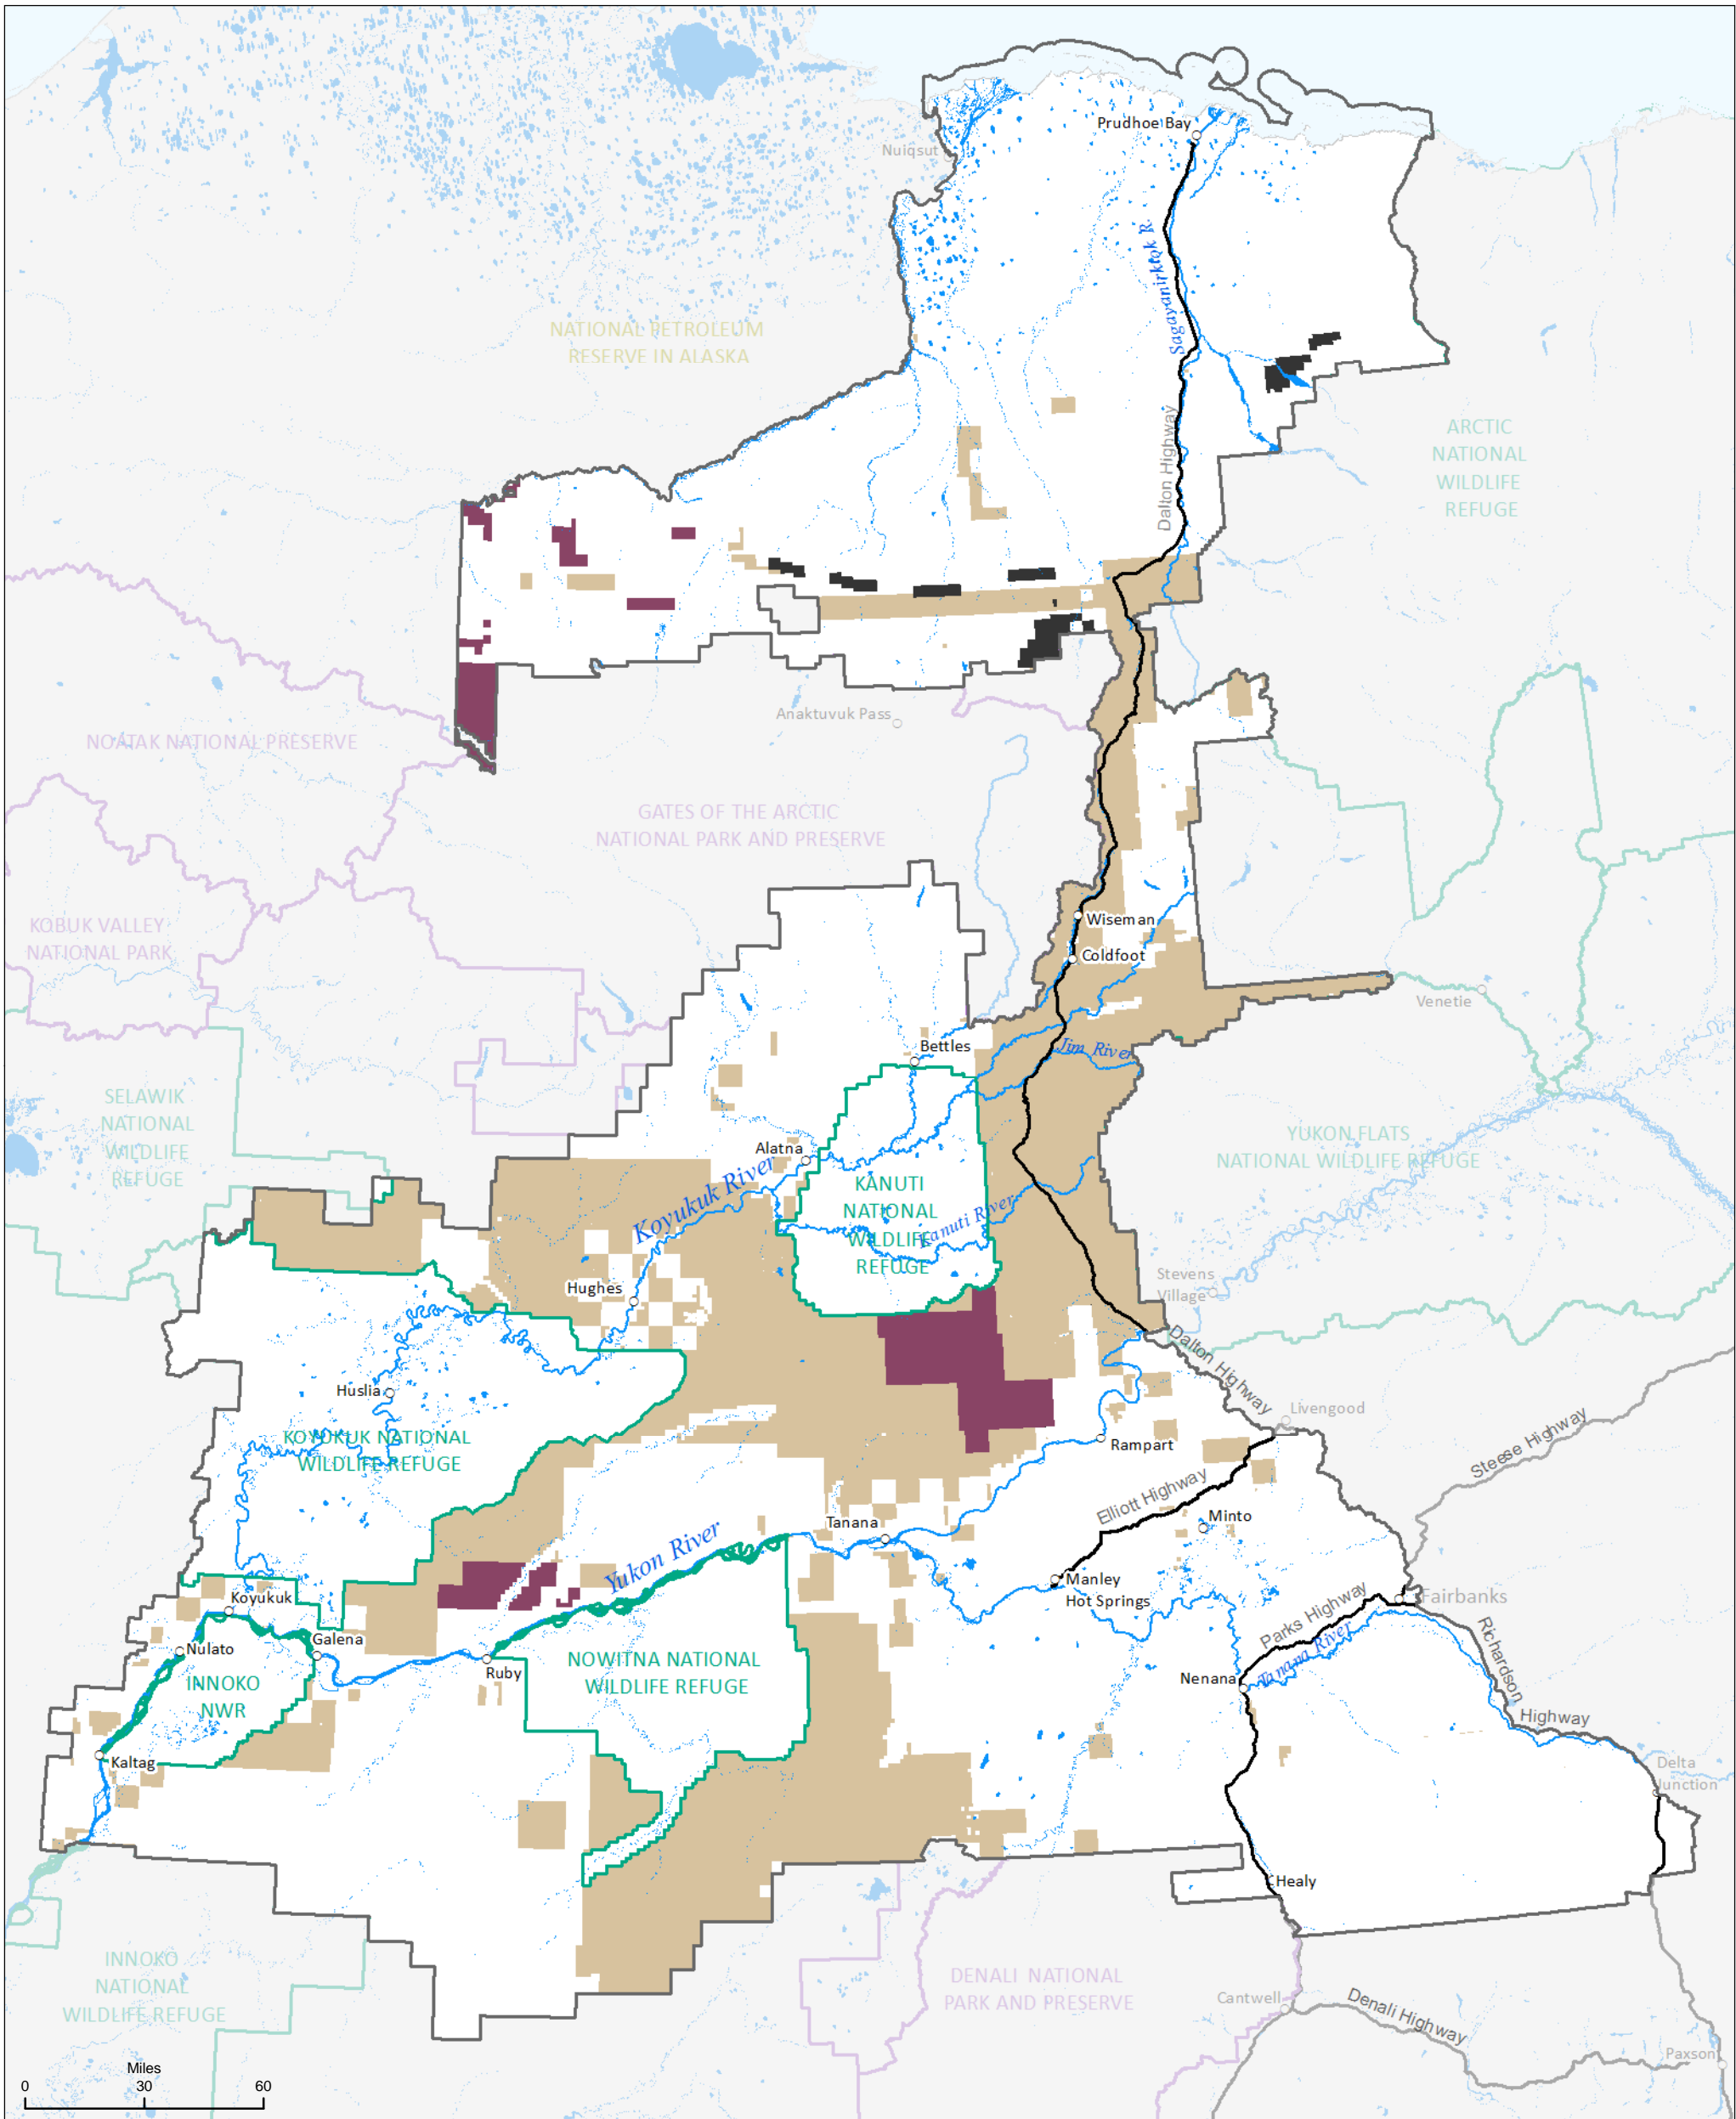 Prudhoe Bay
Nuiqsut
Sagavanirktok R.
NATIONAL PETROLEUM
RESERVE IN ALASKA
Dalton Highway
ARCTIC
NATIONAL
WILDLIFE
REFUGE
Anaktuvuk Pass
NOATAK NATIONAL PRESERVE
GATES OF THE ARCTIC
NATIONAL PARK AND PRESERVE
KOBUK VALLEY
NATIONAL PARK
Wiseman
Coldfoot
Venetie
Bettles
Jim River
SELAWIK
NATIONAL
WILDLIFE
REFUGE
YUKON FLATS
NATIONAL WILDLIFE REFUGE
Alatna
Koyukuk River
KANUTI
NATIONAL
WILDLIFE
REFUGE
Kanuti River
Hughes
Stevens
Village
Dalton Highway
Huslia
Livengood
KOYUKUK NATIONAL
WILDLIFE REFUGE
Rampart
Steese Highway
Elliott Highway
Minto
Tanana
Yukon River
Manley
Hot Springs
Koyukuk
Fairbanks
Parks Highway
Tanana River
Richardson
Highway
Nulato
Galena
Ruby
INNOKO
NWR
NOWITNA NATIONAL
WILDLIFE REFUGE
Nenana
Kaltag
Delta
Junction
Healy
INNOKO
NATIONAL
WILDLIFE REFUGE
DENALI NATIONAL
PARK AND PRESERVE
Cantwell
Denali Highway
Paxson
Miles
0 30 60